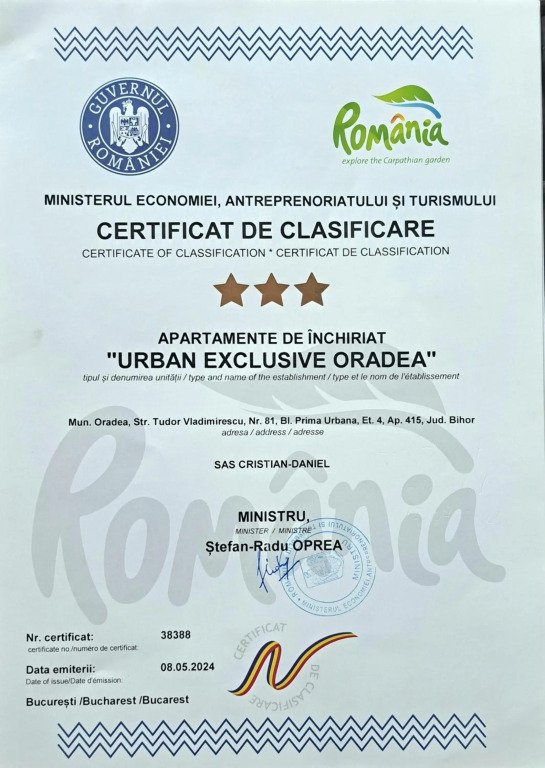 GUVERNUL
ROMÂNIEI
România
explore the Carpathian garden
MINISTERUL ECONOMIEI, ANTREPRENORIATULUI ȘI TURISMULUI
CERTIFICAT DE CLASIFICARE
CERTIFICATE OF CLASSIFICATION * CERTIFICAT DE CLASSIFICATION
APARTAMENTE DE ÎNCHIRIAT
"URBAN EXCLUSIVE ORADEA"
tipul și denumirea unității / type and name of the establishment / type et le nom de l'établissement
Mun. Oradea, Str. Tudor Vladimirescu, Nr. 81, Bl. Prima Urbana, Et. 4, Ap. 415, Jud. Bihor
adresa / address / adresse
SAS CRISTIAN-DANIEL
România
MINISTRU,
MINISTER / MINISTRE
Ștefan-Radu OPREA
MINISTERUL ECONOMIEI
Nr. certificat: 38388
certificate no./numéro de certificat:
Data emiterii: 08.05.2024
Date of issue/Date d'émission:
București /Bucharest /Bucarest
CERTIFICAT
DE CLASIFICARE